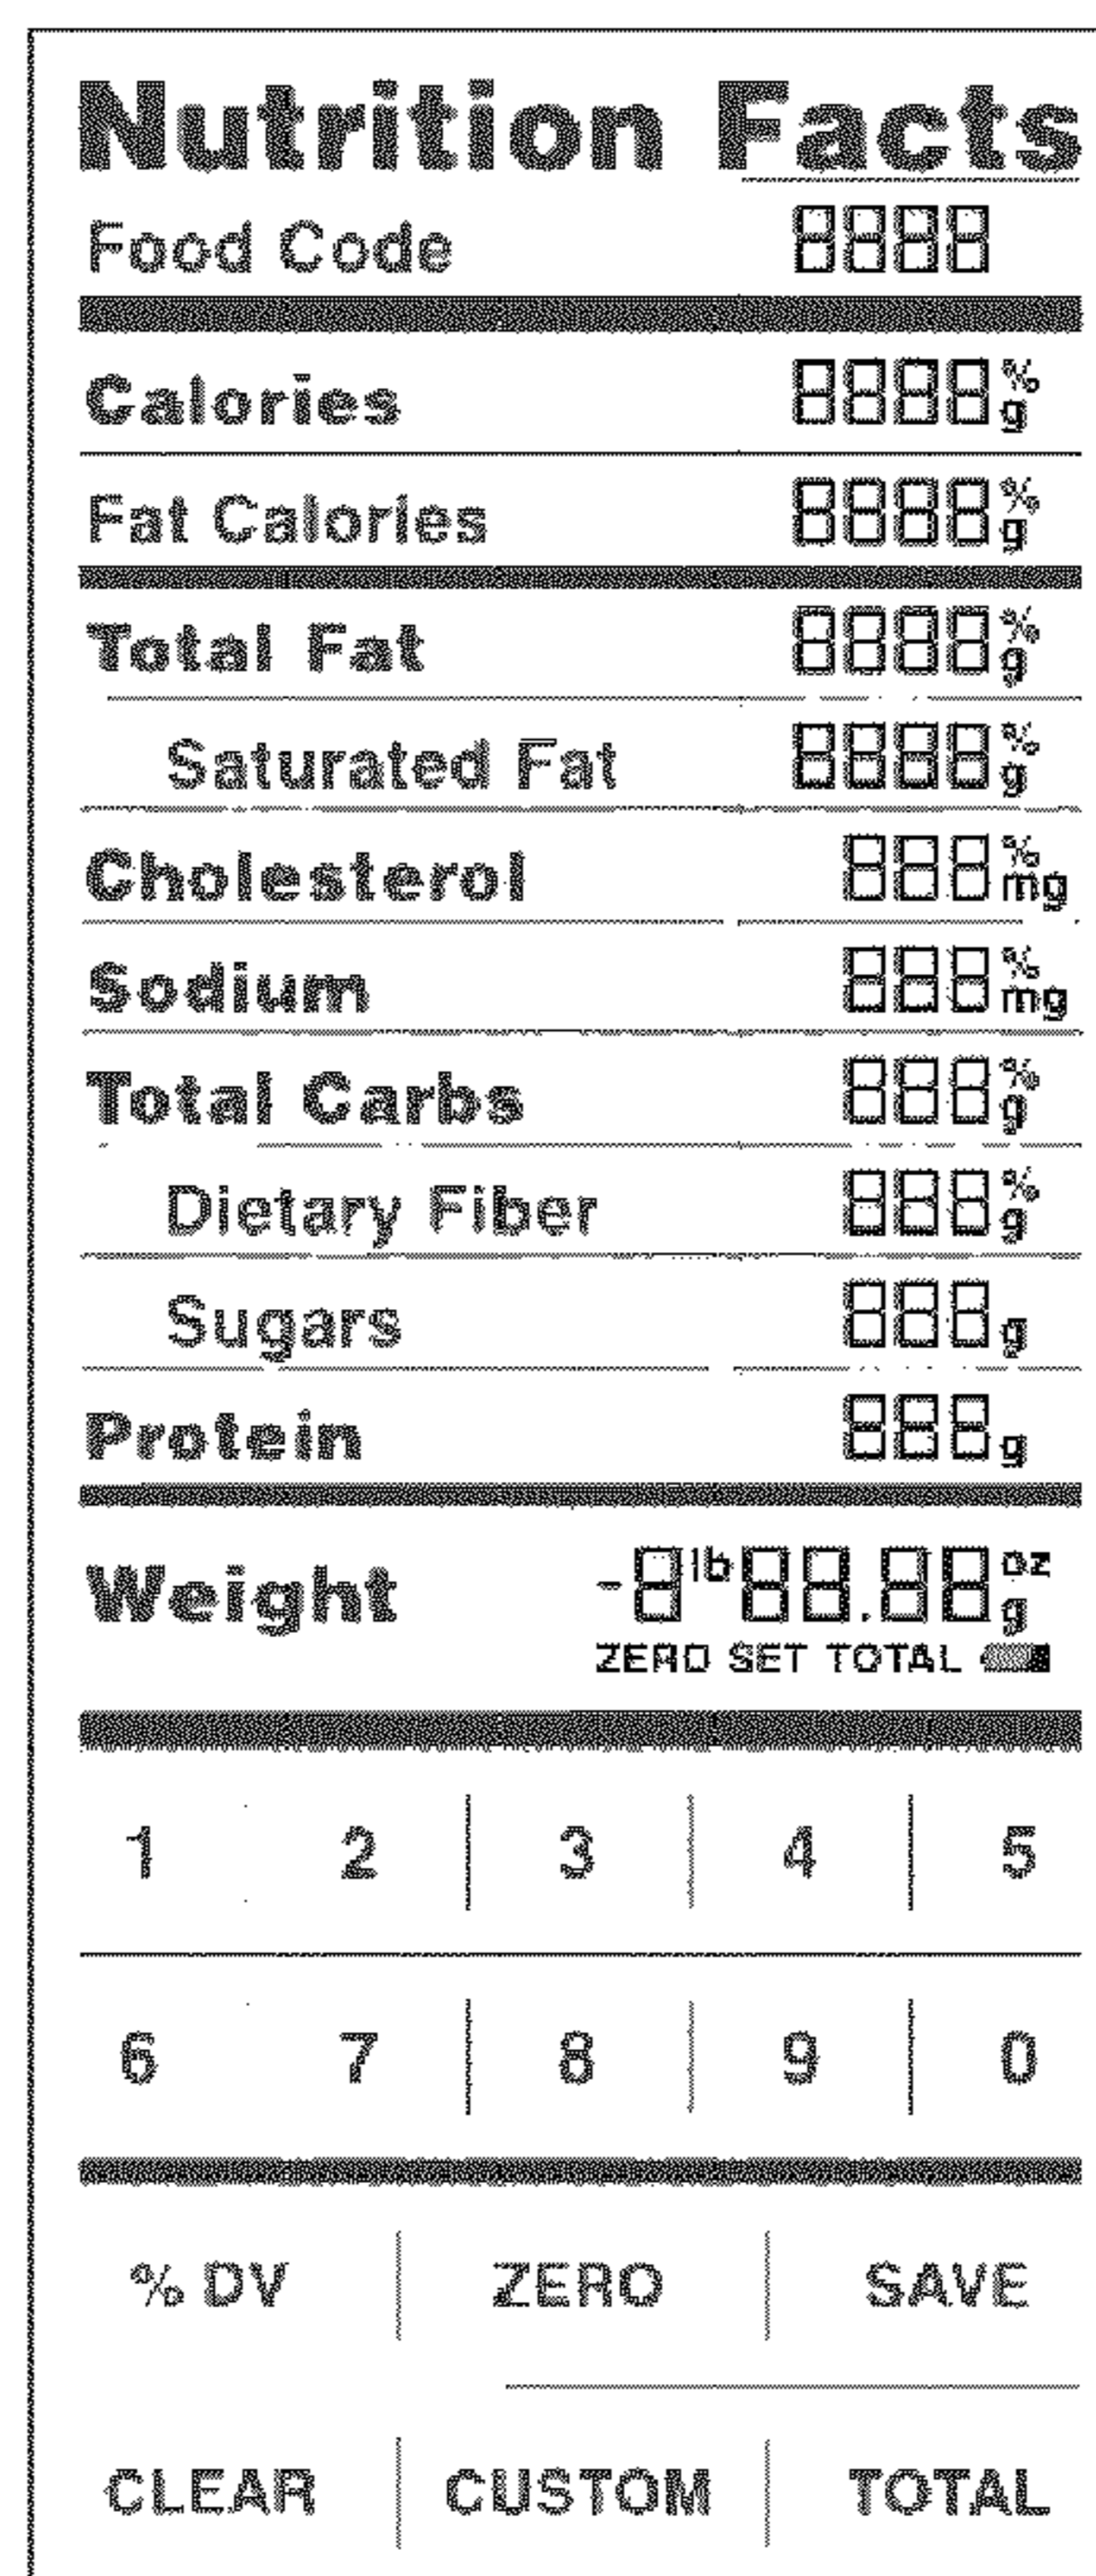 Nutrition Facts
Food Code 8888
Calories 8888 % g
Fat Calories 8888 % g
Total Fat 8888 % g
Saturated Fat 8888 % g
Cholesterol 888 % mg
Sodium 888 % mg
Total Carbs 888 % g
Dietary Fiber 888 % g
Sugars 888 g
Protein 888 g
Weight -8 lb 88.88 oz g
ZERO SET TOTAL
1 2 3 4 5
6 7 8 9 0
% DV ZERO SAVE
CLEAR CUSTOM TOTAL